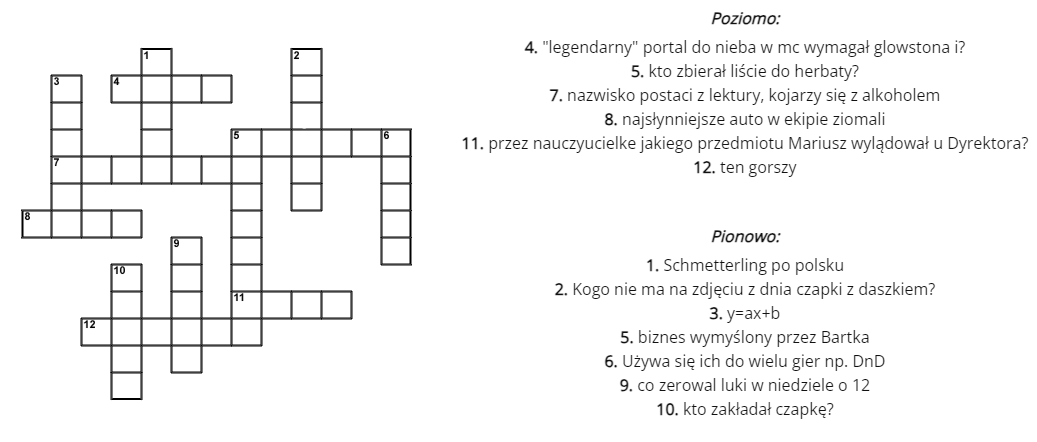 1
2
3
4
5
6
7
8
9
10
11
12
Poziomo:
4. "legendarny" portal do nieba w mc wymagał glowstona i?
5. kto zbierał liście do herbaty?
7. nazwisko postaci z lektury, kojarzy się z alkoholem
8. najsłynniejsze auto w ekipie ziomali
11. przez nauczyucielke jakiego przedmiotu Mariusz wylądował u Dyrektora?
12. ten gorszy
Pionowo:
1. Schmetterling po polsku
2. Kogo nie ma na zdjęciu z dnia czapki z daszkiem?
3. y=ax+b
5. biznes wymyślony przez Bartka
6. Używa się ich do wielu gier np. DnD
9. co zerowal luki w niedziele o 12
10. kto zakładał czapkę?